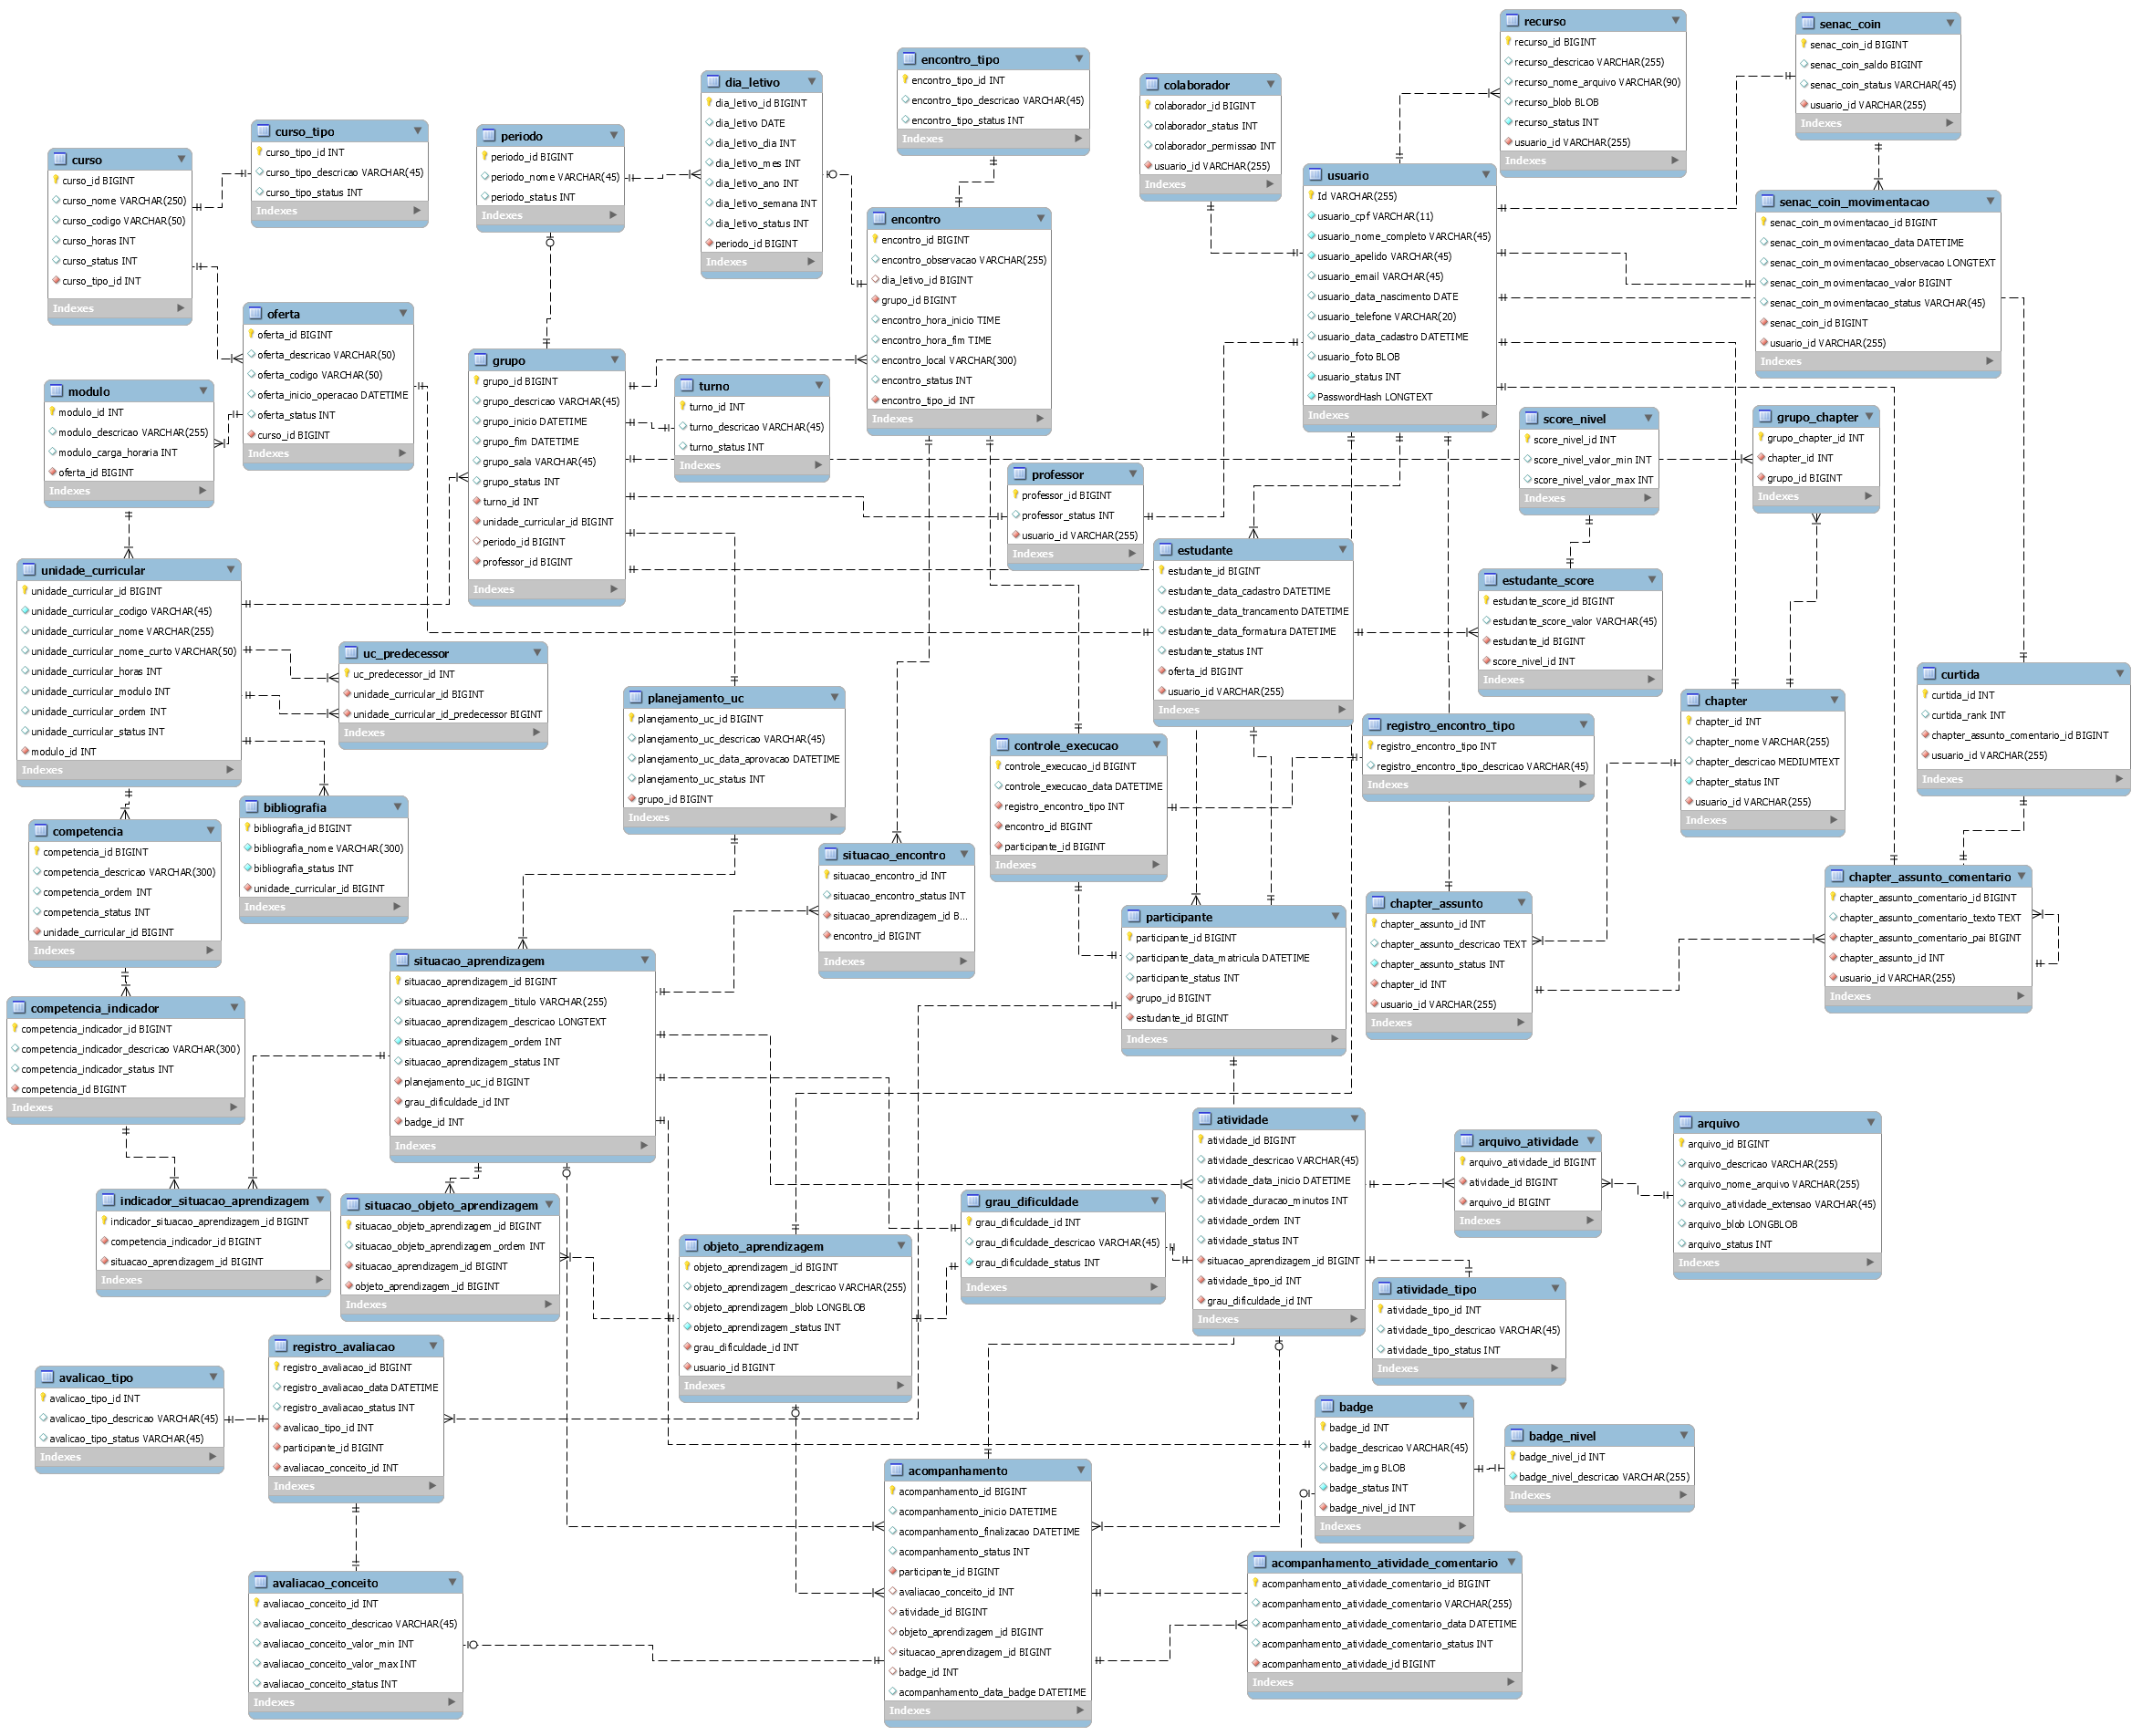 recurso
recurso_id BIGINT
recurso_descricao VARCHAR(255)
recurso_nome_arquivo VARCHAR(90)
recurso_blob BLOB
recurso_status INT
usuario_id VARCHAR(255)
Indexes
senac_coin
senac_coin_id BIGINT
senac_coin_saldo BIGINT
senac_coin_status VARCHAR(45)
usuario_id VARCHAR(255)
Indexes
encontro_tipo
encontro_tipo_id INT
encontro_tipo_descricao VARCHAR(45)
encontro_tipo_status INT
Indexes
dia_letivo
dia_letivo_id BIGINT
dia_letivo DATE
dia_letivo_dia INT
dia_letivo_mes INT
dia_letivo_ano INT
dia_letivo_semana INT
dia_letivo_status INT
periodo_id BIGINT
Indexes
colaborador
colaborador_id BIGINT
colaborador_status INT
colaborador_permissao INT
usuario_id VARCHAR(255)
Indexes
curso_tipo
curso_tipo_id INT
curso_tipo_descricao VARCHAR(45)
curso_tipo_status INT
Indexes
periodo
periodo_id BIGINT
periodo_nome VARCHAR(45)
periodo_status INT
Indexes
curso
curso_id BIGINT
curso_nome VARCHAR(250)
curso_codigo VARCHAR(50)
curso_horas INT
curso_status INT
curso_tipo_id INT
Indexes
usuario
Id VARCHAR(255)
usuario_cpf VARCHAR(11)
usuario_nome_completo VARCHAR(45)
usuario_apelido VARCHAR(45)
usuario_email VARCHAR(45)
usuario_data_nascimento DATE
usuario_telefone VARCHAR(20)
usuario_data_cadastro DATETIME
usuario_foto BLOB
usuario_status INT
PasswordHash LONGTEXT
Indexes
senac_coin_movimentacao
senac_coin_movimentacao_id BIGINT
senac_coin_movimentacao_data DATETIME
senac_coin_movimentacao_observacao LONGTEXT
senac_coin_movimentacao_valor BIGINT
senac_coin_movimentacao_status VARCHAR(45)
senac_coin_id BIGINT
usuario_id VARCHAR(255)
Indexes
encontro
encontro_id BIGINT
encontro_observacao VARCHAR(255)
dia_letivo_id BIGINT
grupo_id BIGINT
encontro_hora_inicio TIME
encontro_hora_fim TIME
encontro_local VARCHAR(300)
encontro_status INT
encontro_tipo_id INT
Indexes
oferta
oferta_id BIGINT
oferta_descricao VARCHAR(50)
oferta_codigo VARCHAR(50)
oferta_inicio_operacao DATETIME
oferta_status INT
curso_id BIGINT
Indexes
grupo
grupo_id BIGINT
grupo_descricao VARCHAR(45)
grupo_inicio DATETIME
grupo_fim DATETIME
grupo_sala VARCHAR(45)
grupo_status INT
turno_id INT
unidade_curricular_id BIGINT
periodo_id BIGINT
professor_id BIGINT
Indexes
turno
turno_id INT
turno_descricao VARCHAR(45)
turno_status INT
Indexes
modulo
modulo_id INT
modulo_descricao VARCHAR(255)
modulo_carga_horaria INT
oferta_id BIGINT
Indexes
score_nivel
score_nivel_id INT
score_nivel_valor_min INT
score_nivel_valor_max INT
Indexes
grupo_chapter
grupo_chapter_id INT
chapter_id INT
grupo_id BIGINT
Indexes
professor
professor_id BIGINT
professor_status INT
usuario_id VARCHAR(255)
Indexes
estudante
estudante_id BIGINT
estudante_data_cadastro DATETIME
estudante_data_trancamento DATETIME
estudante_data_formatura DATETIME
estudante_status INT
oferta_id BIGINT
usuario_id VARCHAR(255)
Indexes
unidade_curricular
unidade_curricular_id BIGINT
unidade_curricular_codigo VARCHAR(45)
unidade_curricular_nome VARCHAR(255)
unidade_curricular_nome_curto VARCHAR(50)
unidade_curricular_horas INT
unidade_curricular_modulo INT
unidade_curricular_ordem INT
unidade_curricular_status INT
modulo_id INT
Indexes
estudante_score
estudante_score_id BIGINT
estudante_score_valor VARCHAR(45)
estudante_id BIGINT
score_nivel_id INT
Indexes
uc_predecessor
uc_predecessor_id INT
unidade_curricular_id BIGINT
unidade_curricular_id_predecessor BIGINT
Indexes
curtida
curtida_id INT
curtida_rank INT
chapter_assunto_comentario_id BIGINT
usuario_id VARCHAR(255)
Indexes
planejamento_uc
planejamento_uc_id BIGINT
planejamento_uc_descricao VARCHAR(45)
planejamento_uc_data_aprovacao DATETIME
planejamento_uc_status INT
grupo_id BIGINT
Indexes
chapter
chapter_id INT
chapter_nome VARCHAR(255)
chapter_descricao MEDIUMTEXT
chapter_status INT
usuario_id VARCHAR(255)
Indexes
registro_encontro_tipo
registro_encontro_tipo INT
registro_encontro_tipo_descricao VARCHAR(45)
Indexes
controle_execucao
controle_execucao_id BIGINT
controle_execucao_data DATETIME
registro_encontro_tipo INT
encontro_id BIGINT
participante_id BIGINT
Indexes
bibliografia
bibliografia_id BIGINT
bibliografia_nome VARCHAR(300)
bibliografia_status INT
unidade_curricular_id BIGINT
Indexes
competencia
competencia_id BIGINT
competencia_descricao VARCHAR(300)
competencia_ordem INT
competencia_status INT
unidade_curricular_id BIGINT
Indexes
situacao_encontro
situacao_encontro_id INT
situacao_encontro_status INT
situacao_aprendizagem_id B...
encontro_id BIGINT
Indexes
chapter_assunto_comentario
chapter_assunto_comentario_id BIGINT
chapter_assunto_comentario_texto TEXT
chapter_assunto_comentario_pai BIGINT
chapter_assunto_id INT
usuario_id VARCHAR(255)
Indexes
chapter_assunto
chapter_assunto_id INT
chapter_assunto_descricao TEXT
chapter_assunto_status INT
chapter_id INT
usuario_id VARCHAR(255)
Indexes
participante
participante_id BIGINT
participante_data_matricula DATETIME
participante_status INT
grupo_id BIGINT
estudante_id BIGINT
Indexes
situacao_aprendizagem
situacao_aprendizagem_id BIGINT
situacao_aprendizagem_titulo VARCHAR(255)
situacao_aprendizagem_descricao LONGTEXT
situacao_aprendizagem_ordem INT
situacao_aprendizagem_status INT
planejamento_uc_id BIGINT
grau_dificuldade_id INT
badge_id INT
Indexes
competencia_indicador
competencia_indicador_id BIGINT
competencia_indicador_descricao VARCHAR(300)
competencia_indicador_status INT
competencia_id BIGINT
Indexes
atividade
atividade_id BIGINT
atividade_descricao VARCHAR(45)
atividade_data_inicio DATETIME
atividade_duracao_minutos INT
atividade_ordem INT
atividade_status INT
situacao_aprendizagem_id BIGINT
atividade_tipo_id INT
grau_dificuldade_id INT
Indexes
arquivo_atividade
arquivo_atividade_id BIGINT
atividade_id BIGINT
arquivo_id BIGINT
Indexes
arquivo
arquivo_id BIGINT
arquivo_descricao VARCHAR(255)
arquivo_nome_arquivo VARCHAR(255)
arquivo_atividade_extensao VARCHAR(45)
arquivo_blob LONGBLOB
arquivo_status INT
Indexes
indicador_situacao_aprendizagem
indicador_situacao_aprendizagem_id BIGINT
competencia_indicador_id BIGINT
situacao_aprendizagem_id BIGINT
Indexes
situacao_objeto_aprendizagem
situacao_objeto_aprendizagem_id BIGINT
situacao_objeto_aprendizagem_ordem INT
situacao_aprendizagem_id BIGINT
objeto_aprendizagem_id BIGINT
Indexes
grau_dificuldade
grau_dificuldade_id INT
grau_dificuldade_descricao VARCHAR(45)
grau_dificuldade_status INT
Indexes
objeto_aprendizagem
objeto_aprendizagem_id BIGINT
objeto_aprendizagem_descricao VARCHAR(255)
objeto_aprendizagem_blob LONGBLOB
objeto_aprendizagem_status INT
grau_dificuldade_id INT
usuario_id BIGINT
Indexes
atividade_tipo
atividade_tipo_id INT
atividade_tipo_descricao VARCHAR(45)
atividade_tipo_status INT
Indexes
registro_avaliacao
registro_avaliacao_id BIGINT
registro_avaliacao_data DATETIME
registro_avaliacao_status INT
avalicao_tipo_id INT
participante_id BIGINT
avaliacao_conceito_id INT
Indexes
avalicao_tipo
avalicao_tipo_id INT
avalicao_tipo_descricao VARCHAR(45)
avalicao_tipo_status VARCHAR(45)
Indexes
badge
badge_id INT
badge_descricao VARCHAR(45)
badge_img BLOB
badge_status INT
badge_nivel_id INT
Indexes
badge_nivel
badge_nivel_id INT
badge_nivel_descricao VARCHAR(255)
Indexes
acompanhamento
acompanhamento_id BIGINT
acompanhamento_inicio DATETIME
acompanhamento_finalizacao DATETIME
acompanhamento_status INT
participante_id BIGINT
avaliacao_conceito_id INT
atividade_id BIGINT
objeto_aprendizagem_id BIGINT
situacao_aprendizagem_id BIGINT
badge_id INT
acompanhamento_data_badge DATETIME
Indexes
acompanhamento_atividade_comentario
acompanhamento_atividade_comentario_id BIGINT
acompanhamento_atividade_comentario VARCHAR(255)
acompanhamento_atividade_comentario_data DATETIME
acompanhamento_atividade_comentario_status INT
acompanhamento_atividade_id BIGINT
Indexes
avaliacao_conceito
avaliacao_conceito_id INT
avaliacao_conceito_descricao VARCHAR(45)
avaliacao_conceito_valor_min INT
avaliacao_conceito_valor_max INT
avaliacao_conceito_status INT
Indexes